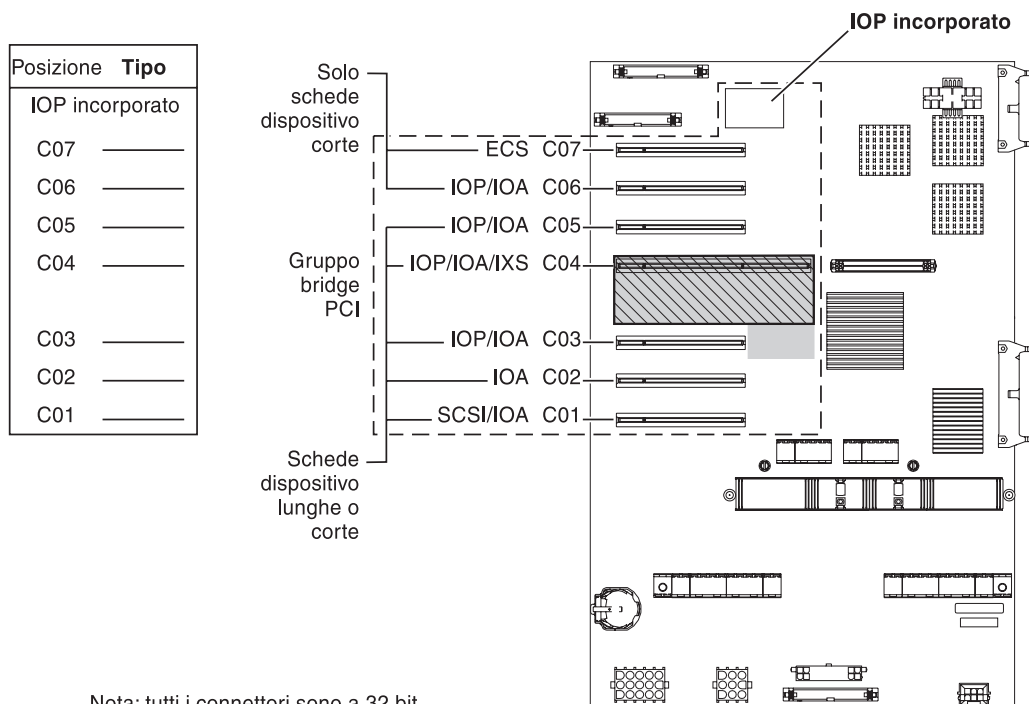 IOP incorporato
Posizione Tipo
IOP incorporato
C07
C06
C05
C04
C03
C02
C01
Solo
schede
dispositivo
corte
ECS C07
IOP/IOA C06
IOP/IOA C05
Gruppo
bridge
PCI
IOP/IOA/IXS C04
IOP/IOA C03
IOA C02
SCSI/IOA C01
Schede
dispositivo
lunghe o
corte
Nota: tutti i connettori sono a 32 bit